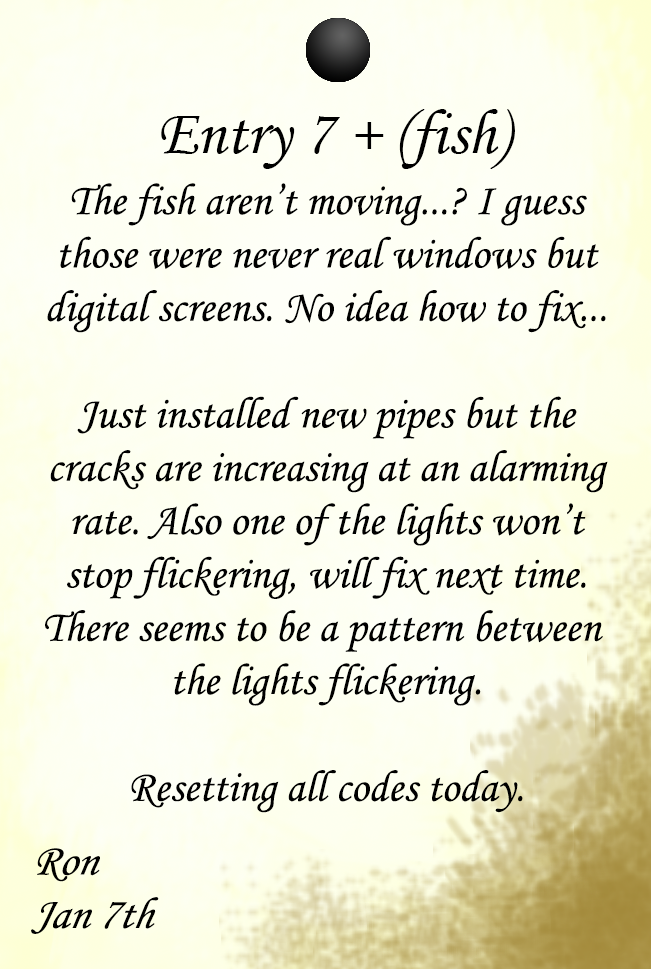 Entry 7 + (fish)
The fish aren't moving...? I guess
those were never real windows but
digital screens. No idea how to fix...
Just installed new pipes but the
cracks are increasing at an alarming
rate. Also one of the lights won't
stop flickering, will fix next time.
There seems to be a pattern between
the lights flickering.
Resetting all codes today.
Ron
Jan 7th